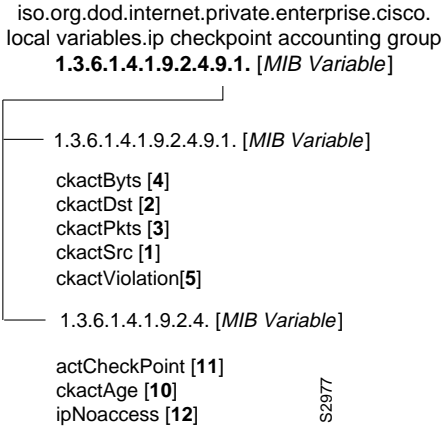 iso.org.dod.internet.private.enterprise.cisco.
local variables.ip checkpoint accounting group
1.3.6.1.4.1.9.2.4.9.1. [MIB Variable]
1.3.6.1.4.1.9.2.4.9.1. [MIB Variable]
ckactByts [4]
ckactDst [2]
ckactPkts [3]
ckactSrc [1]
ckactViolation[5]
1.3.6.1.4.1.9.2.4. [MIB Variable]
actCheckPoint [11]
ckactAge [10]
ipNoaccess [12]
S2977